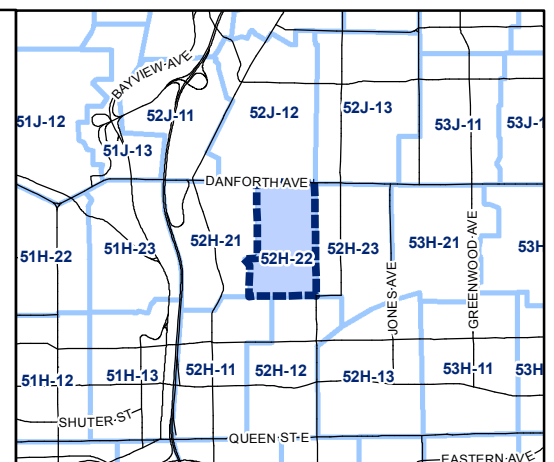 BAYVIEW AVE
51J-12
52J-11
52J-12
52J-13
53J-11
53J-1
51J-13
DANFORTH AVE
51H-22
51H-23
52H-21
52H-22
52H-23
53H-21
53H
JONES AVE
GREENWOOD AVE
51H-12
51H-13
52H-11
52H-12
52H-13
53H-11
53H
SHUTER ST
QUEEN ST E
EASTERN AVE